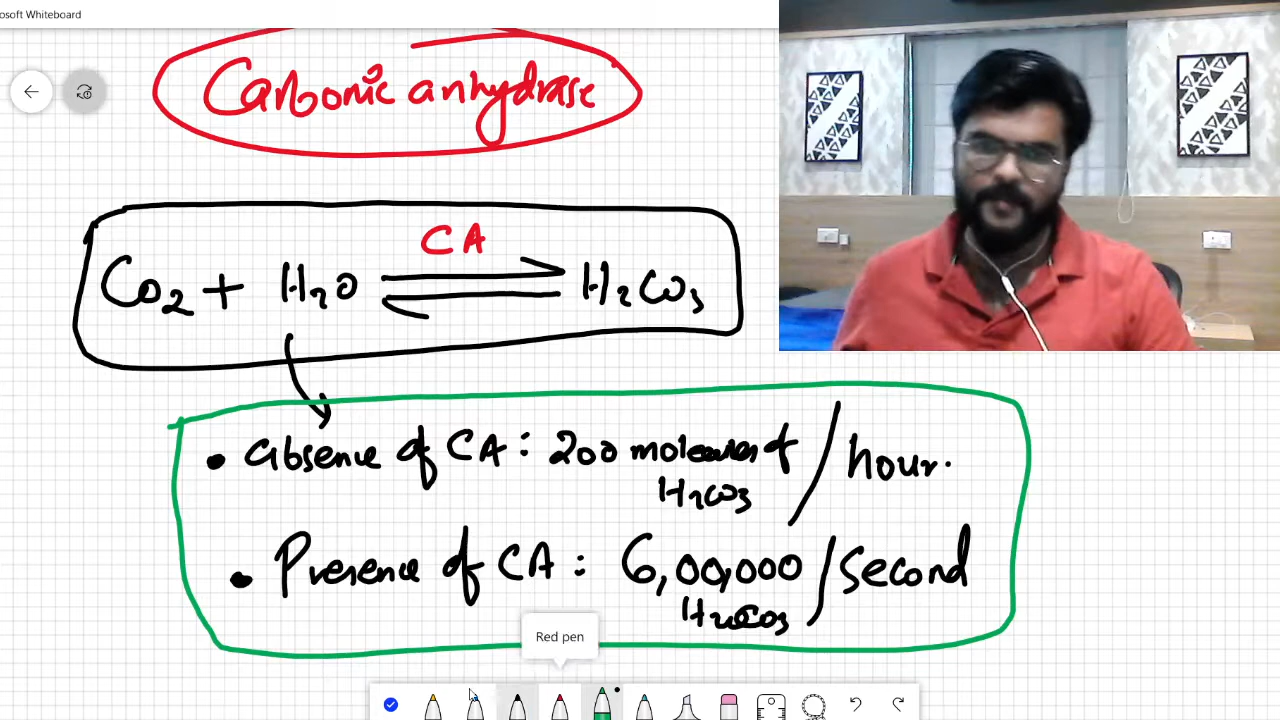 osoft Whiteboard
Carbonic anhydrase
CA
CO2 + H2O ⇌ H2CO3
• absence of CA: 200 molecules of / hour.
H2CO3
• Presence of CA: 6,00,000 / second
H2CO3
Red pen